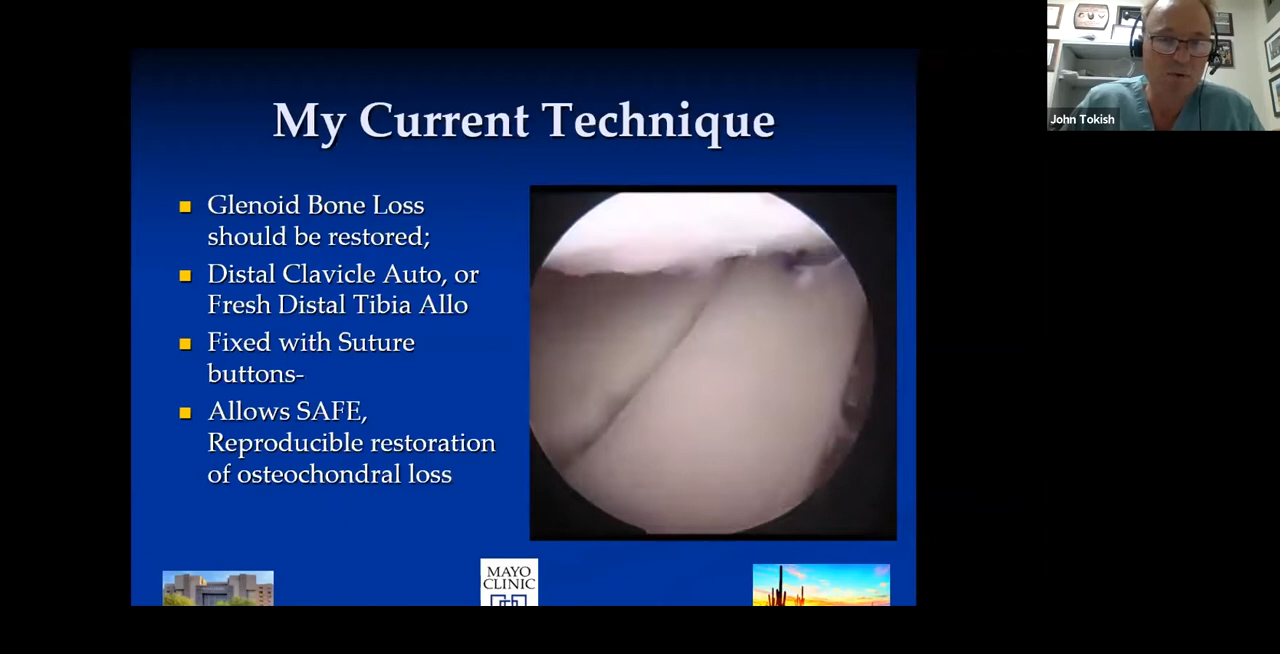 My Current Technique
Glenoid Bone Loss
should be restored;
Distal Clavicle Auto, or
Fresh Distal Tibia Allo
Fixed with Suture
buttons-
Allows SAFE,
Reproducible restoration
of osteochondral loss
MAYO
CLINIC
John Tokish